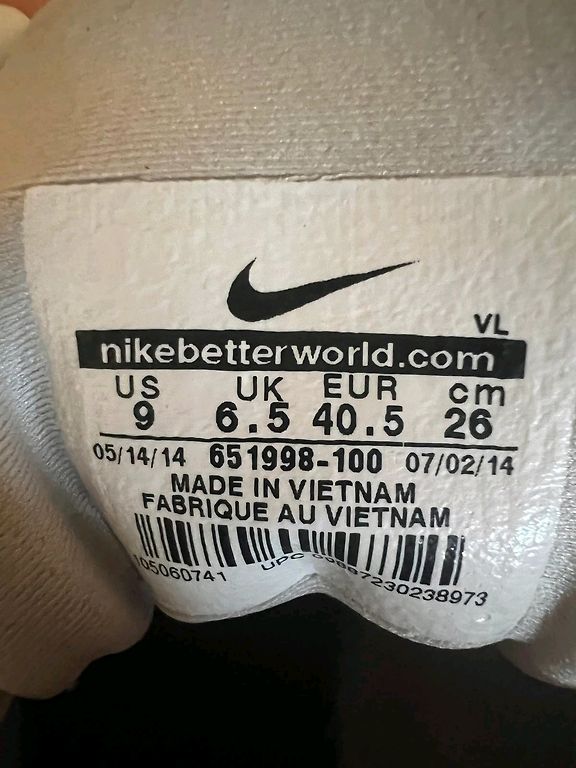 VL
nikebetterworld.com
US UK EUR cm
9 6.5 40.5 26
05/14/14 651998-100 07/02/14
MADE IN VIETNAM
FABRIQUE AU VIETNAM
105060741 UPC